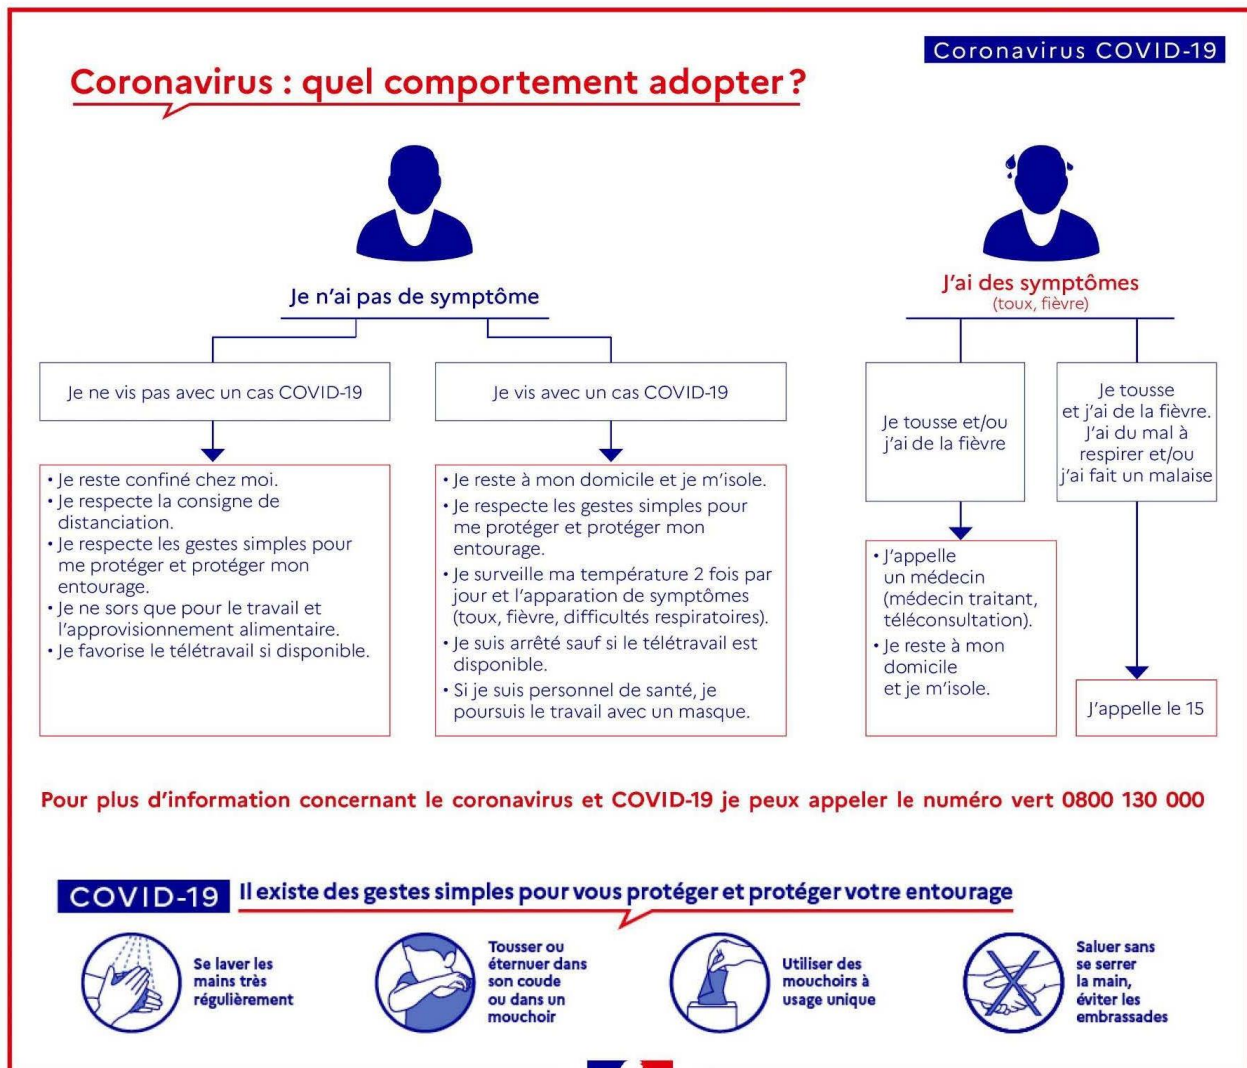 Coronavirus COVID-19
Coronavirus : quel comportement adopter ?
Je n'ai pas de symptôme
Je ne vis pas avec un cas COVID-19
• Je reste confiné chez moi.
• Je respecte la consigne de
distanciation.
• Je respecte les gestes simples pour
me protéger et protéger mon
entourage.
• Je ne sors que pour le travail et
l'approvisionnement alimentaire.
• Je favorise le télétravail si disponible.
Je vis avec un cas COVID-19
• Je reste à mon domicile et je m'isole.
• Je respecte les gestes simples pour
me protéger et protéger mon
entourage.
• Je surveille ma température 2 fois par
jour et l'apparation de symptômes
(toux, fièvre, difficultés respiratoires).
• Je suis arrêté sauf si le télétravail est
disponible.
• Si je suis personnel de santé, je
poursuis le travail avec un masque.
J'ai des symptômes
(toux, fièvre)
Je tousse et/ou
j'ai de la fièvre
• J'appelle
un médecin
(médecin traitant,
téléconsultation).
• Je reste à mon
domicile
et je m'isole.
Je tousse
et j'ai de la fièvre.
J'ai du mal à
respirer et/ou
j'ai fait un malaise
J'appelle le 15
Pour plus d'information concernant le coronavirus et COVID-19 je peux appeler le numéro vert 0800 130 000
COVID-19 Il existe des gestes simples pour vous protéger et protéger votre entourage
Se laver les
mains très
régulièrement
Tousser ou
éternuer dans
son coude
ou dans un
mouchoir
Utiliser des
mouchoirs à
usage unique
Saluer sans
se serrer
la main,
éviter les
embrassades